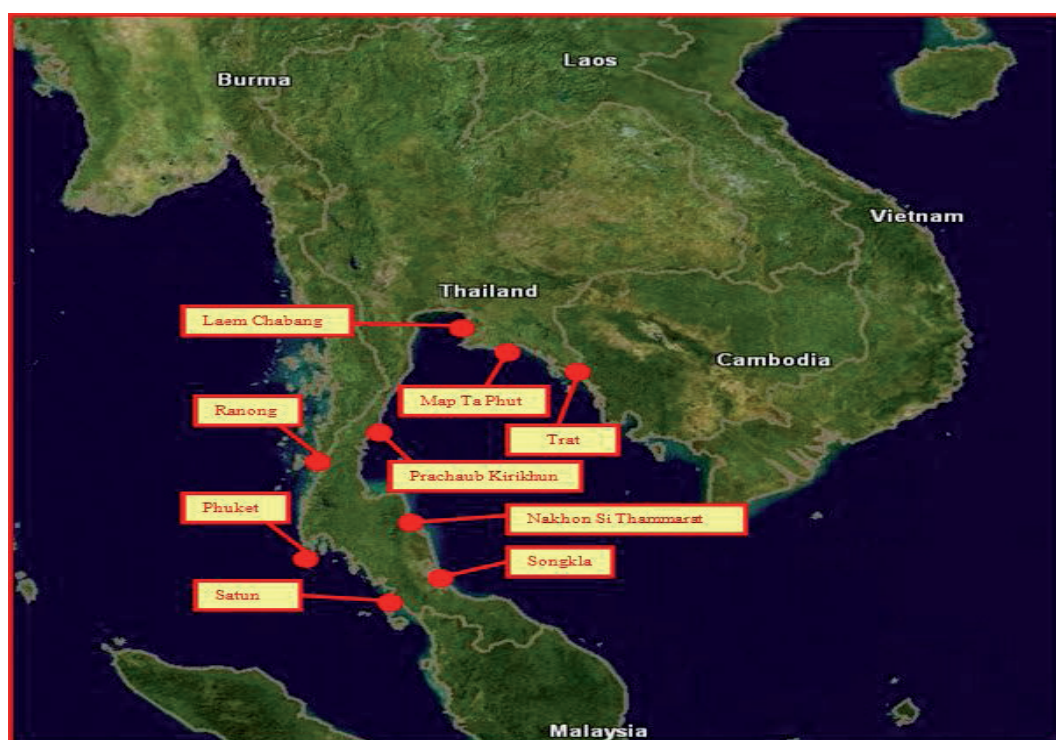 Laos
Burma
Vietnam
Thailand
Laem Chabang
Cambodia
Map Ta Phut
Ranong
Trat
Prachaub Kirikhun
Phuket
Nakhon Si Thammarat
Songkla
Satun
Malaysia